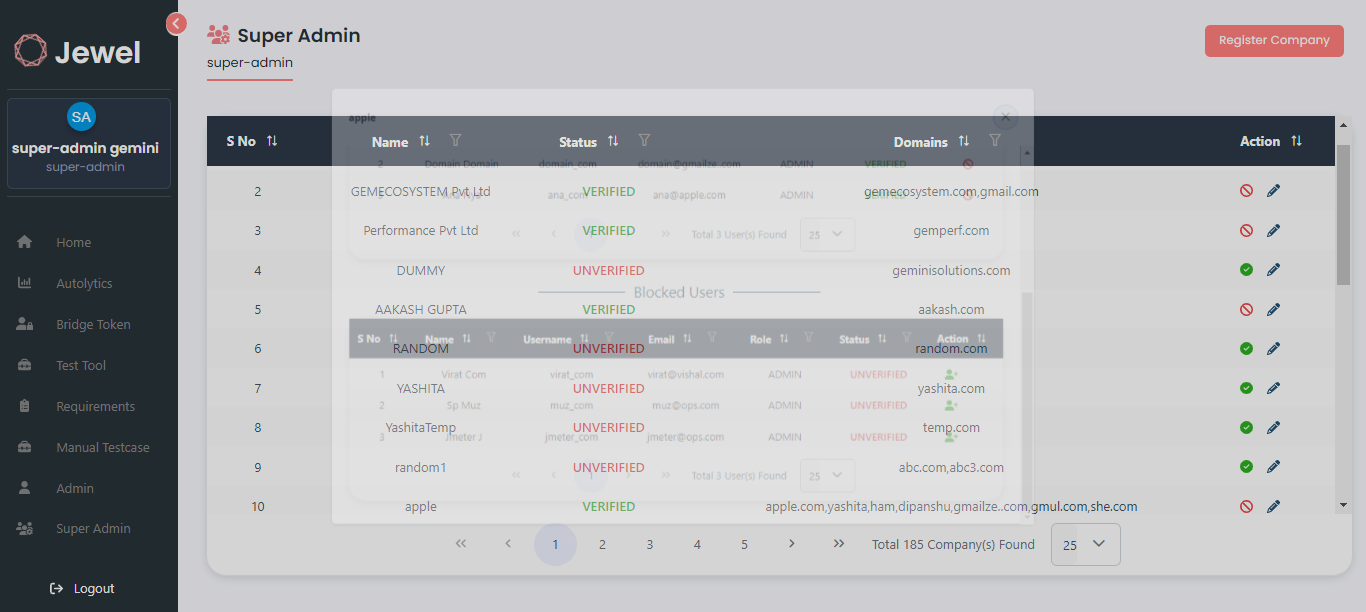 Jewel
SA
super-admin gemini
super-admin
Home
Autolytics
Bridge Token
Test Tool
Requirements
Manual Testcase
Admin
Super Admin
Logout
Super Admin
super-admin
Register Company
S No Name Status Domains Action
2 GEMECOSYSTEM Pvt Ltd VERIFIED gemecosystem.com,gmail.com
3 Performance Pvt Ltd VERIFIED gemperf.com
4 DUMMY UNVERIFIED geminisolutions.com
5 AAKASH GUPTA VERIFIED aakash.com
6 RANDOM UNVERIFIED random.com
7 YASHITA UNVERIFIED yashita.com
8 YashitaTemp UNVERIFIED temp.com
9 random1 UNVERIFIED abc.com,abc3.com
10 apple VERIFIED apple.com,yashita,ham,dipanshu,gmailze..com,gmul.com,she.com
« ‹ 1 2 3 4 5 › » Total 185 Company(s) Found 25
apple
2 Domain Domain domain_com domain@gmailze..com ADMIN VERIFIED
ana_com ana@apple.com ADMIN
« ‹ › » Total 3 User(s) Found 25
Blocked Users
S No Name Username Email Role Status Action
1 Virat Com virat_com virat@vishal.com ADMIN UNVERIFIED
2 Sp Muz muz_com muz@ops.com ADMIN UNVERIFIED
3 Jmeter J jmeter_com jmeter@ops.com ADMIN UNVERIFIED
« ‹ 1 › » Total 3 User(s) Found 25